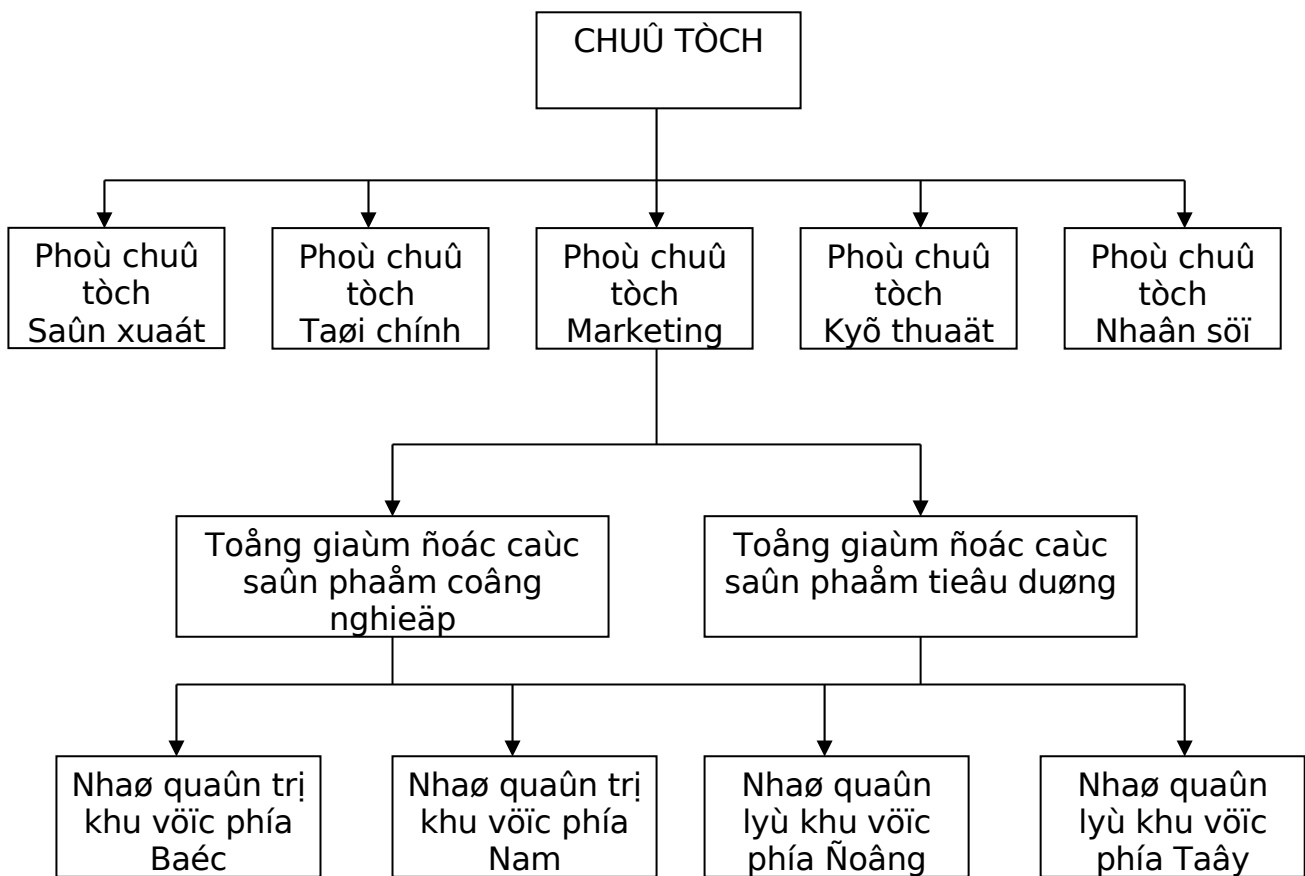 CHUÛ TÒCH
Phoù chuû
tòch
Saûn xuaát
Phoù chuû
tòch
Taøi chính
Phoù chuû
tòch
Marketing
Phoù chuû
tòch
Kyõ thuaät
Phoù chuû
tòch
Nhaân söï
Toång giaùm ñoác caùc
saûn phaåm coâng
nghieäp
Toång giaùm ñoác caùc
saûn phaåm tieâu duøng
Nhaø quaûn trị
khu vöïc phía
Baéc
Nhaø quaûn trị
khu vöïc phía
Nam
Nhaø quaûn
lyù khu vöïc
phía Ñoâng
Nhaø quaûn
lyù khu vöïc
phía Taây